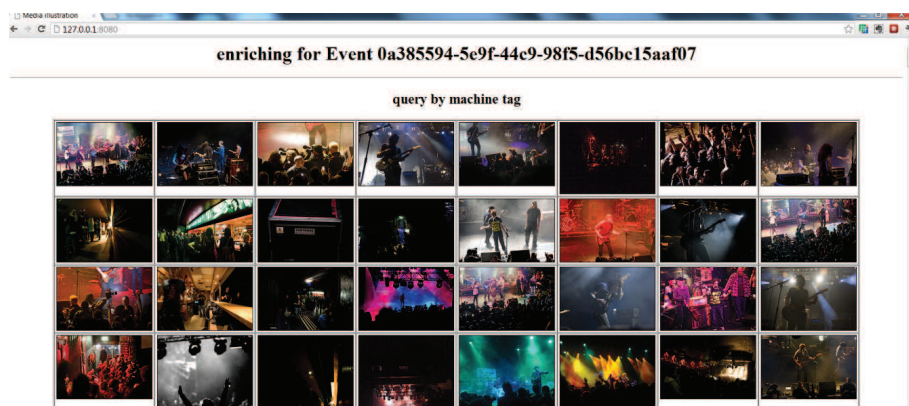 Media illustration
127.0.0.1:8080
enriching for Event 0a385594-5e9f-44c9-98f5-d56bc15aaf07
query by machine tag